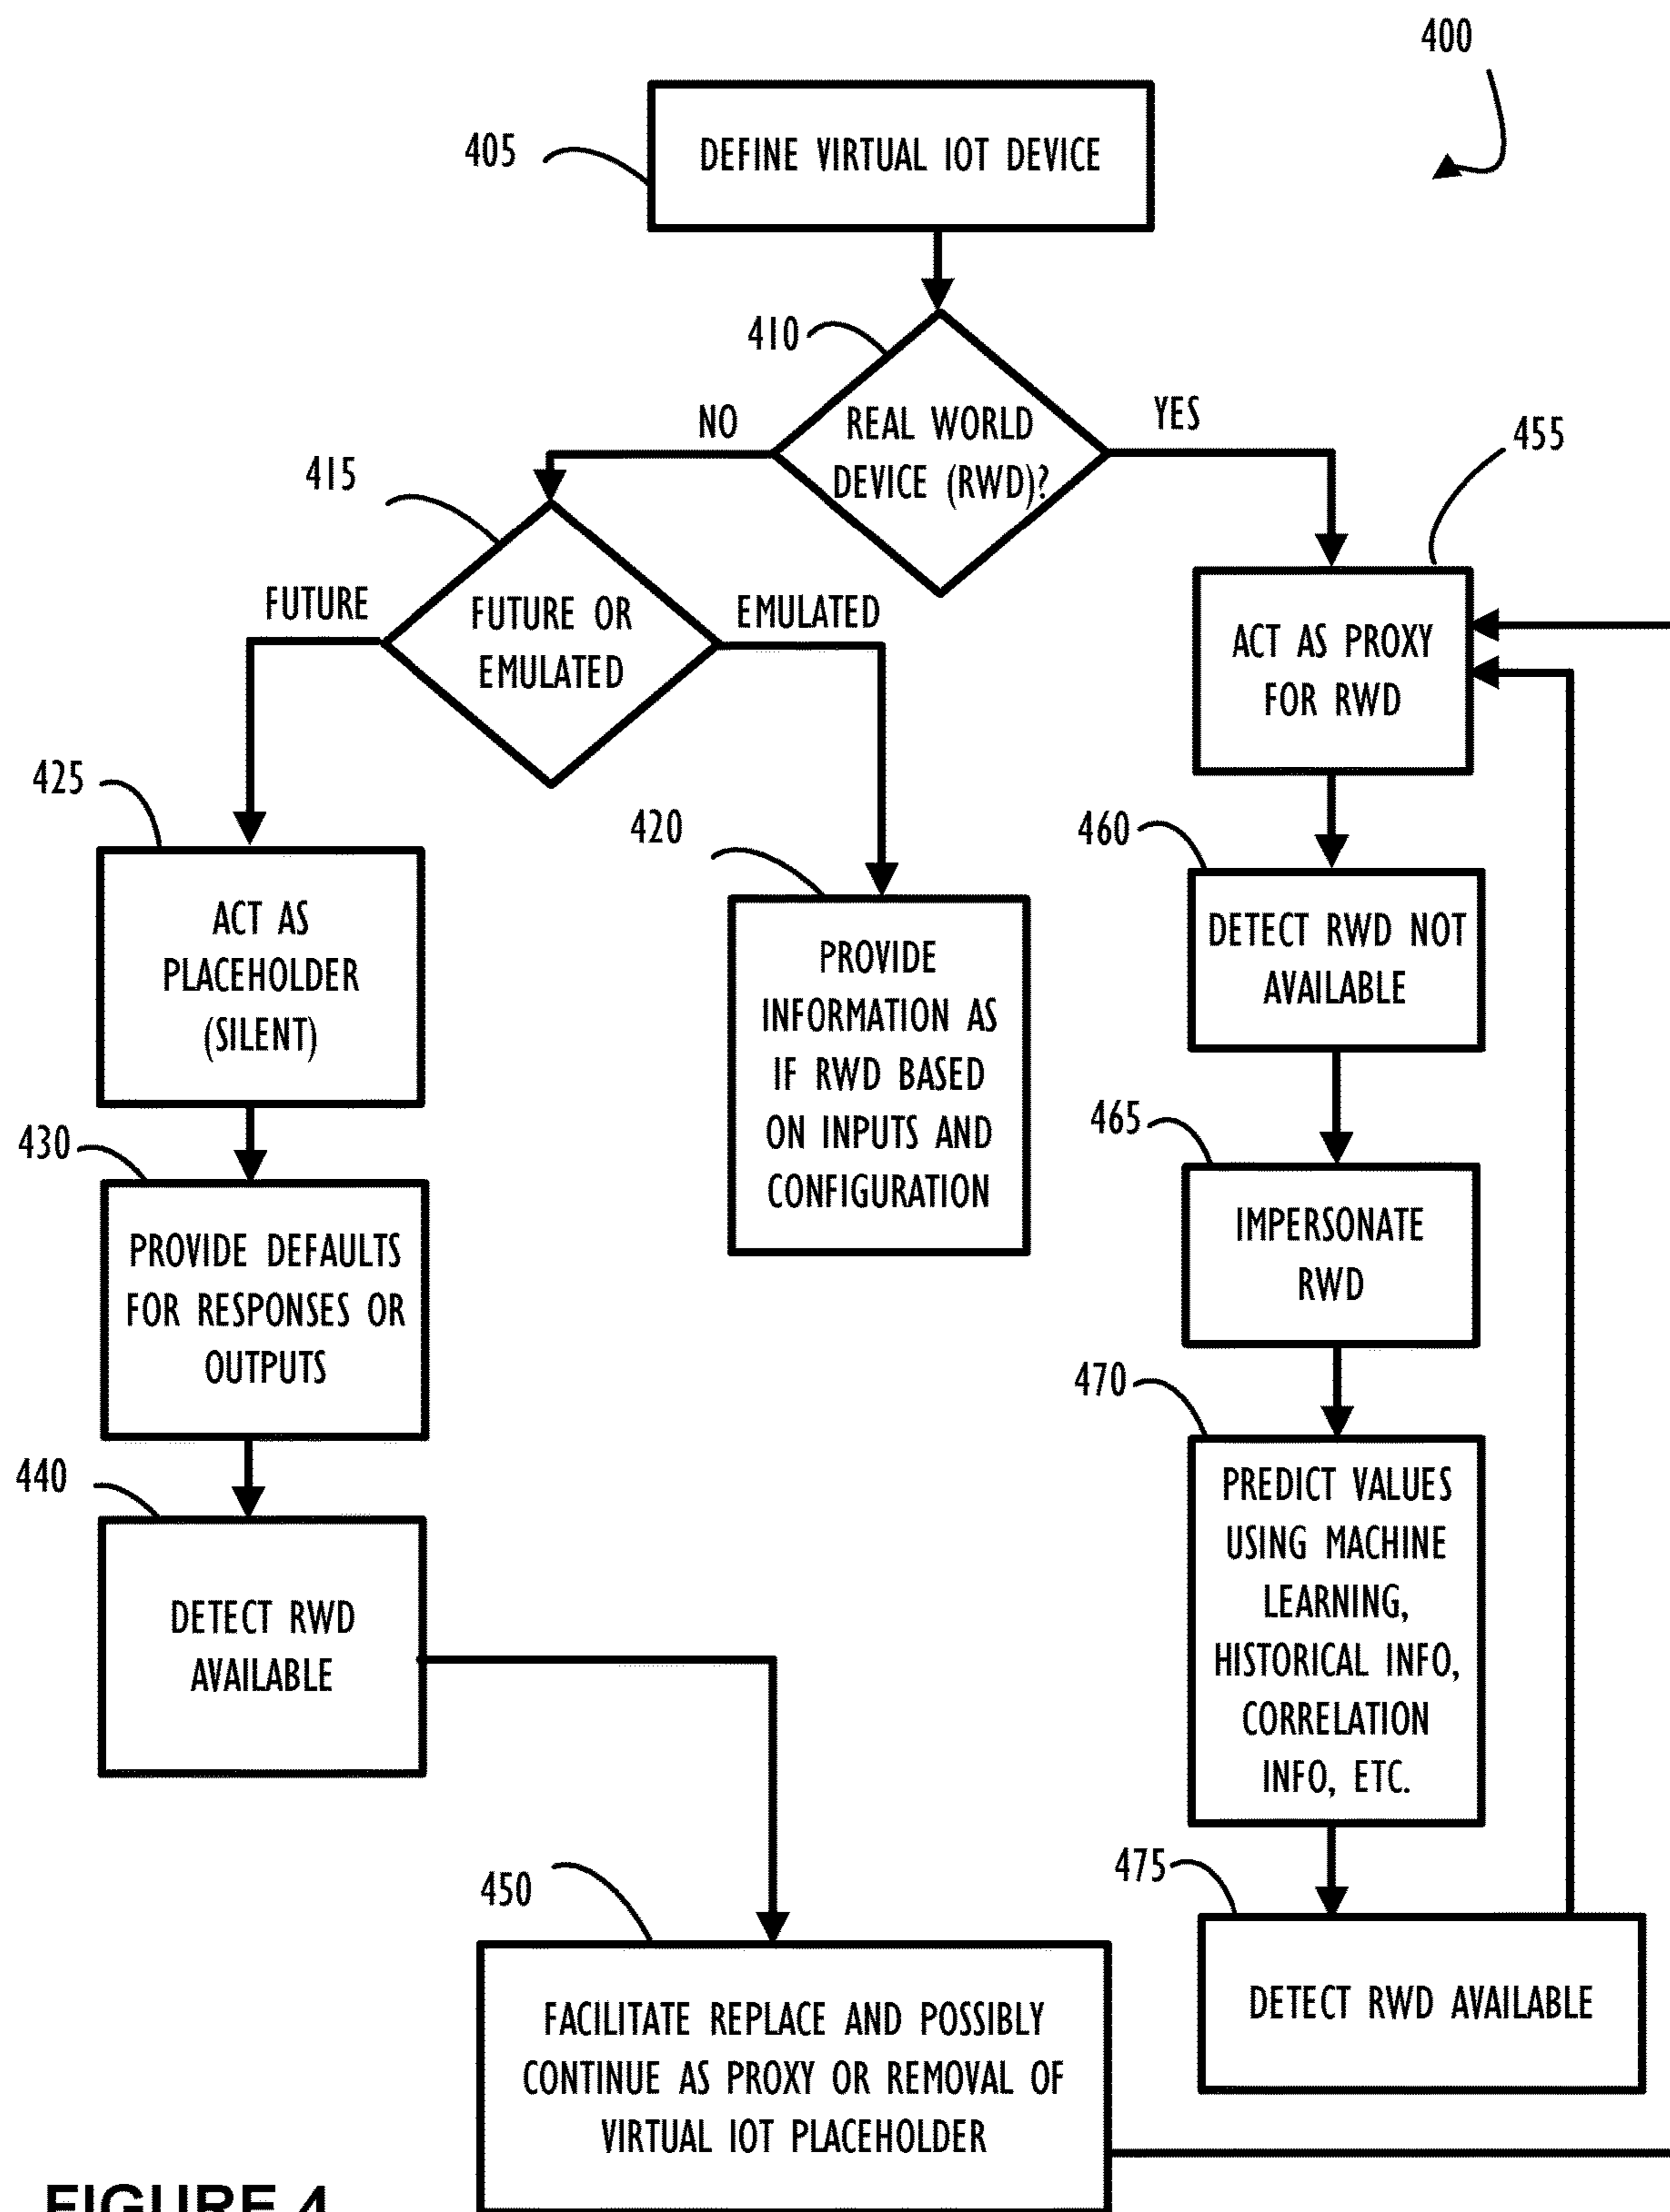 400
405
DEFINE VIRTUAL IOT DEVICE
410
REAL WORLD
DEVICE (RWD)?
NO
YES
415
FUTURE OR
EMULATED
FUTURE
EMULATED
455
ACT AS PROXY
FOR RWD
425
ACT AS
PLACEHOLDER
(SILENT)
420
PROVIDE
INFORMATION AS
IF RWD BASED
ON INPUTS AND
CONFIGURATION
460
DETECT RWD NOT
AVAILABLE
430
PROVIDE DEFAULTS
FOR RESPONSES OR
OUTPUTS
465
IMPERSONATE
RWD
440
DETECT RWD
AVAILABLE
470
PREDICT VALUES
USING MACHINE
LEARNING,
HISTORICAL INFO,
CORRELATION
INFO, ETC.
450
FACILITATE REPLACE AND POSSIBLY
CONTINUE AS PROXY OR REMOVAL OF
VIRTUAL IOT PLACEHOLDER
475
DETECT RWD AVAILABLE
FIGURE 4